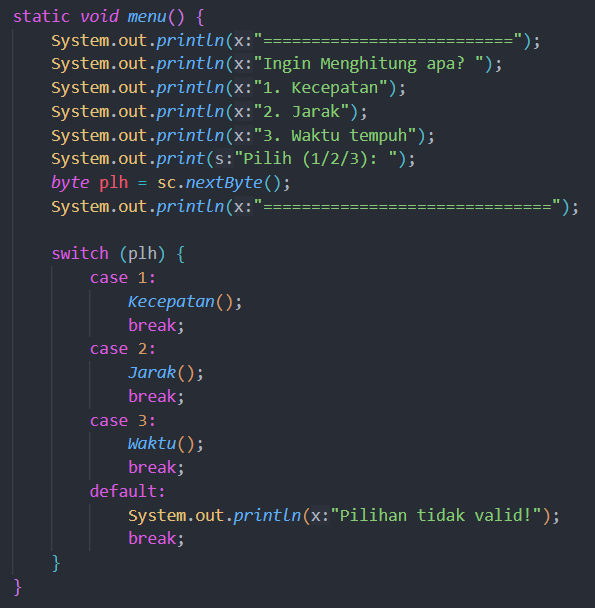 static void menu() {
    System.out.println(x:"==========================");
    System.out.println(x:"Ingin Menghitung apa? ");
    System.out.println(x:"1. Kecepatan");
    System.out.println(x:"2. Jarak");
    System.out.println(x:"3. Waktu tempuh");
    System.out.print(s:"Pilih (1/2/3): ");
    byte plh = sc.nextByte();
    System.out.println(x:"==============================");

    switch (plh) {
        case 1:
            Kecepatan();
            break;
        case 2:
            Jarak();
            break;
        case 3:
            Waktu();
            break;
        default:
            System.out.println(x:"Pilihan tidak valid!");
            break;
    }
}